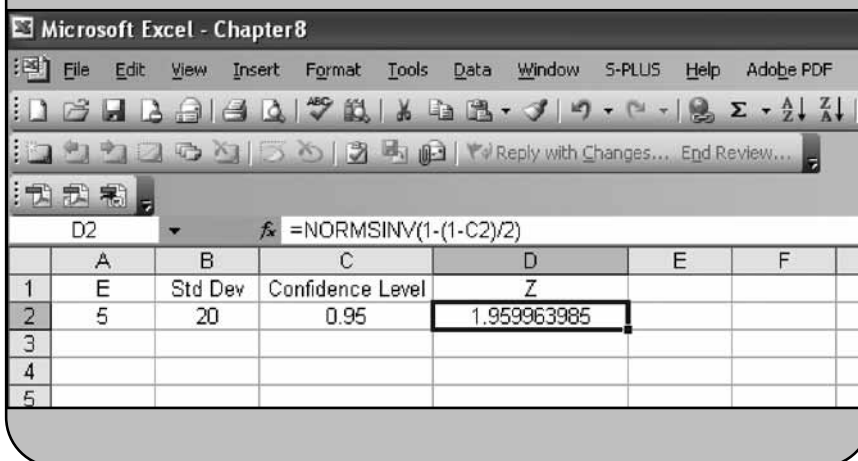 Microsoft Excel - Chapter8
File Edit View Insert Format Tools Data Window S-PLUS Help Adobe PDF
ABC Σ A Z Z A
Reply with Changes... End Review...
D2 fx =NORMSINV(1-(1-C2)/2)
A B C D E F
1 E Std Dev Confidence Level Z
2 5 20 0.95 1.959963985
3
4
5